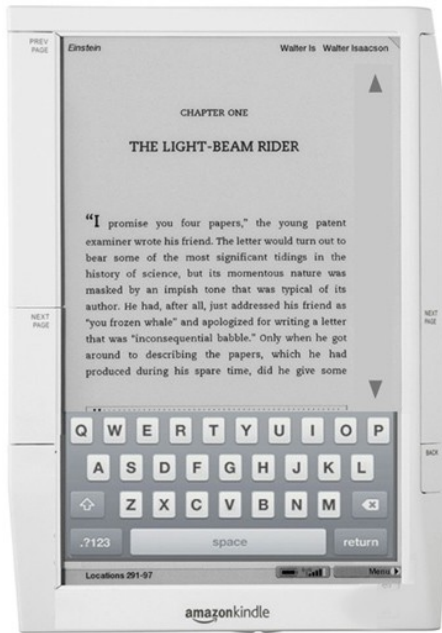 PREV
PAGE
Einstein
Walter Is Walter Isaacson
CHAPTER ONE
THE LIGHT-BEAM RIDER
“I promise you four papers,” the young patent
examiner wrote his friend. The letter would turn out to
bear some of the most significant tidings in the
history of science, but its momentous nature was
masked by an impish tone that was typical of its
author. He had, after all, just addressed his friend as
“you frozen whale” and apologized for writing a letter
that was “inconsequential babble.” Only when he got
around to describing the papers, which he had
produced during his spare time, did he give some
NEXT
PAGE
NEXT
PAGE
BACK
Q W E R T Y U I O P
A S D F G H J K L
Z X C V B N M
.?123 space return
Locations 291-97
Menu
amazonkindle